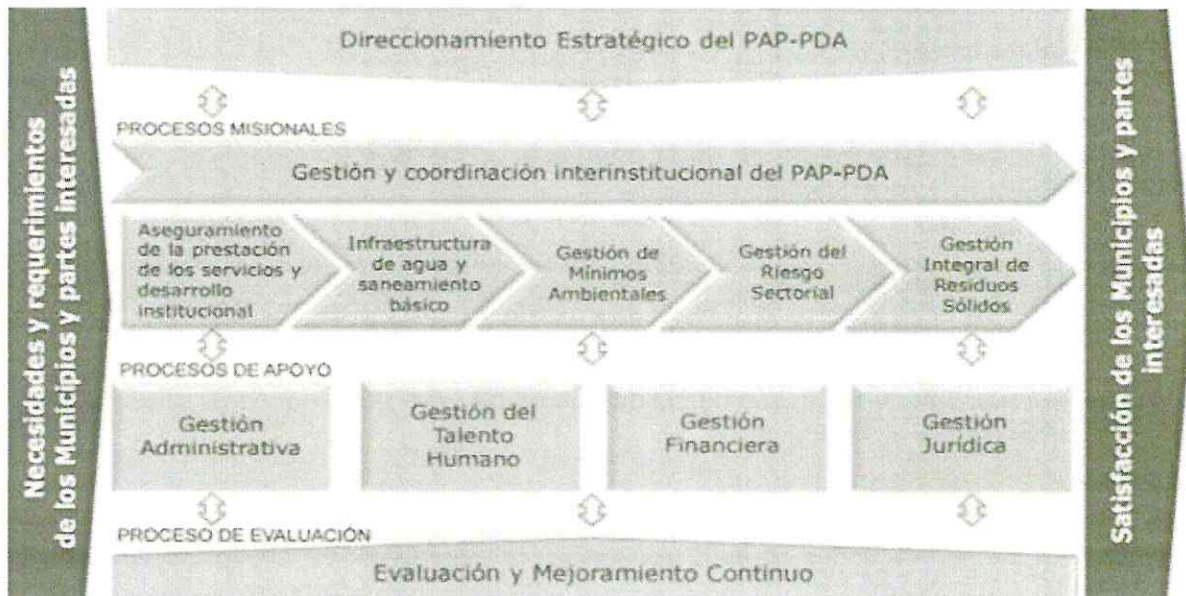 Necesidades y requerimientos
de los Municipios y partes interesadas
Direccionamiento Estratégico del PAP-PDA
PROCESOS MISIONALES
Gestión y coordinación interinstitucional del PAP-PDA
Aseguramiento
de la prestación
de los servicios y
desarrollo
institucional
Infraestructura
de agua y
saneamiento
básico
Gestión de
Mínimos
Ambientales
Gestión del
Riesgo
Sectorial
Gestión
Integral de
Residuos
Sólidos
PROCESOS DE APOYO
Gestión
Administrativa
Gestión del
Talento
Humano
Gestión
Financiera
Gestión
Jurídica
PROCESO DE EVALUACIÓN
Evaluación y Mejoramiento Continuo
Satisfacción de los Municipios y partes
interesadas